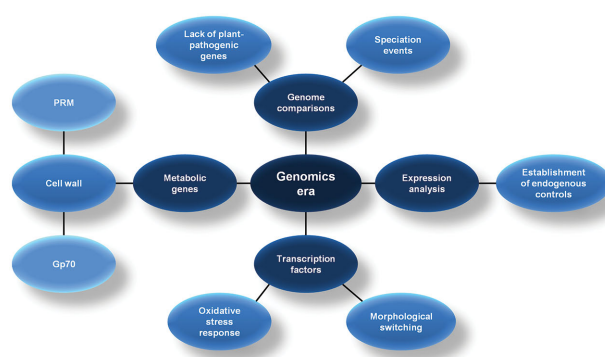 Lack of plant-
pathogenic
genes
Speciation
events
Genome
comparisons
PRM
Cell wall
Metabolic
genes
Genomics
era
Expression
analysis
Establishment
of endogenous
controls
Gp70
Transcription
factors
Oxidative
stress
response
Morphological
switching